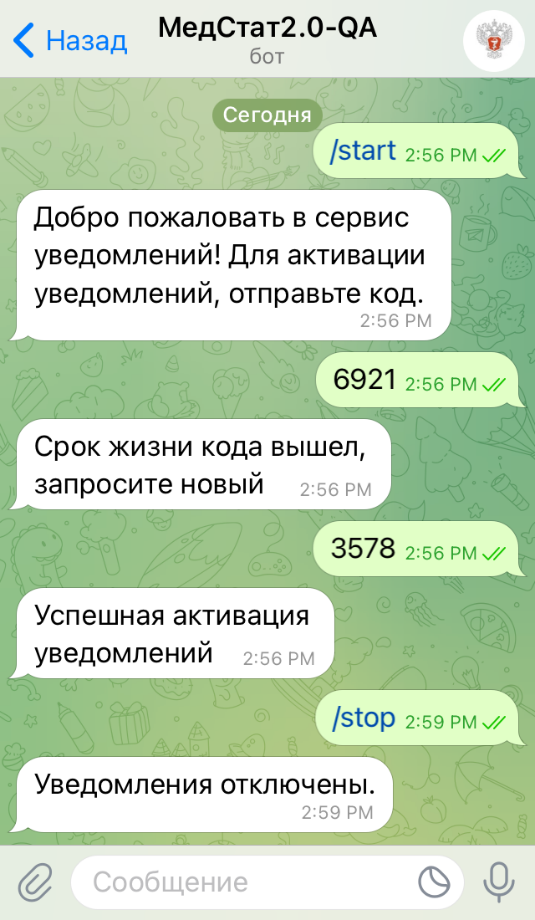 Назад
МедСтат2.0-QA
бот
Сегодня
/start 2:56 PM
Добро пожаловать в сервис
уведомлений! Для активации
уведомлений, отправьте код.
2:56 PM
6921 2:56 PM
Срок жизни кода вышел,
запросите новый 2:56 PM
3578 2:56 PM
Успешная активация
уведомлений 2:56 PM
/stop 2:59 PM
Уведомления отключены.
2:59 PM
Сообщение